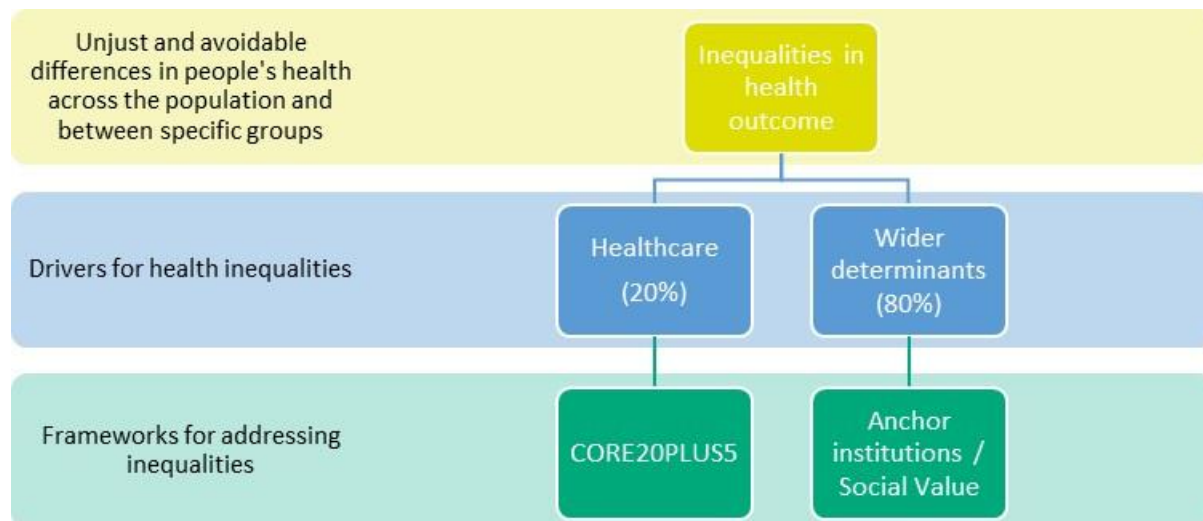 Unjust and avoidable
differences in people's health
across the population and
between specific groups
Inequalities in
health
outcome
Drivers for health inequalities
Healthcare
(20%)
Wider
determinants
(80%)
Frameworks for addressing
inequalities
CORE20PLUS5
Anchor
institutions /
Social Value